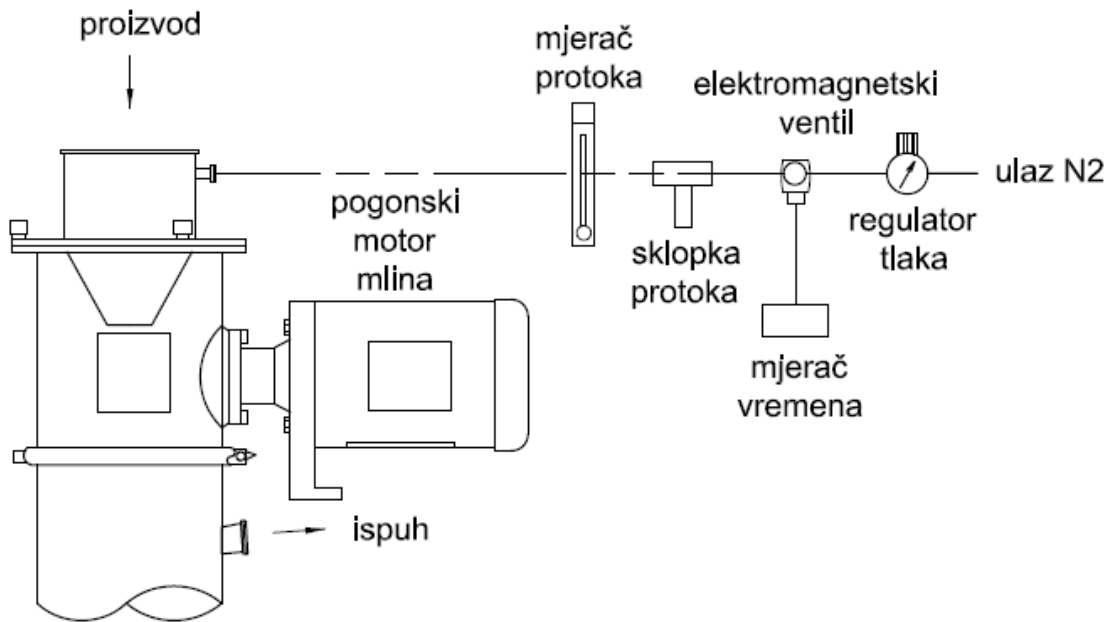 proizvod
mjerač
protoka
elektromagnetski
ventil
ulaz N2
pogonski
motor
mlina
sklopka
protoka
regulator
tlaka
mjerač
vremena
ispuh